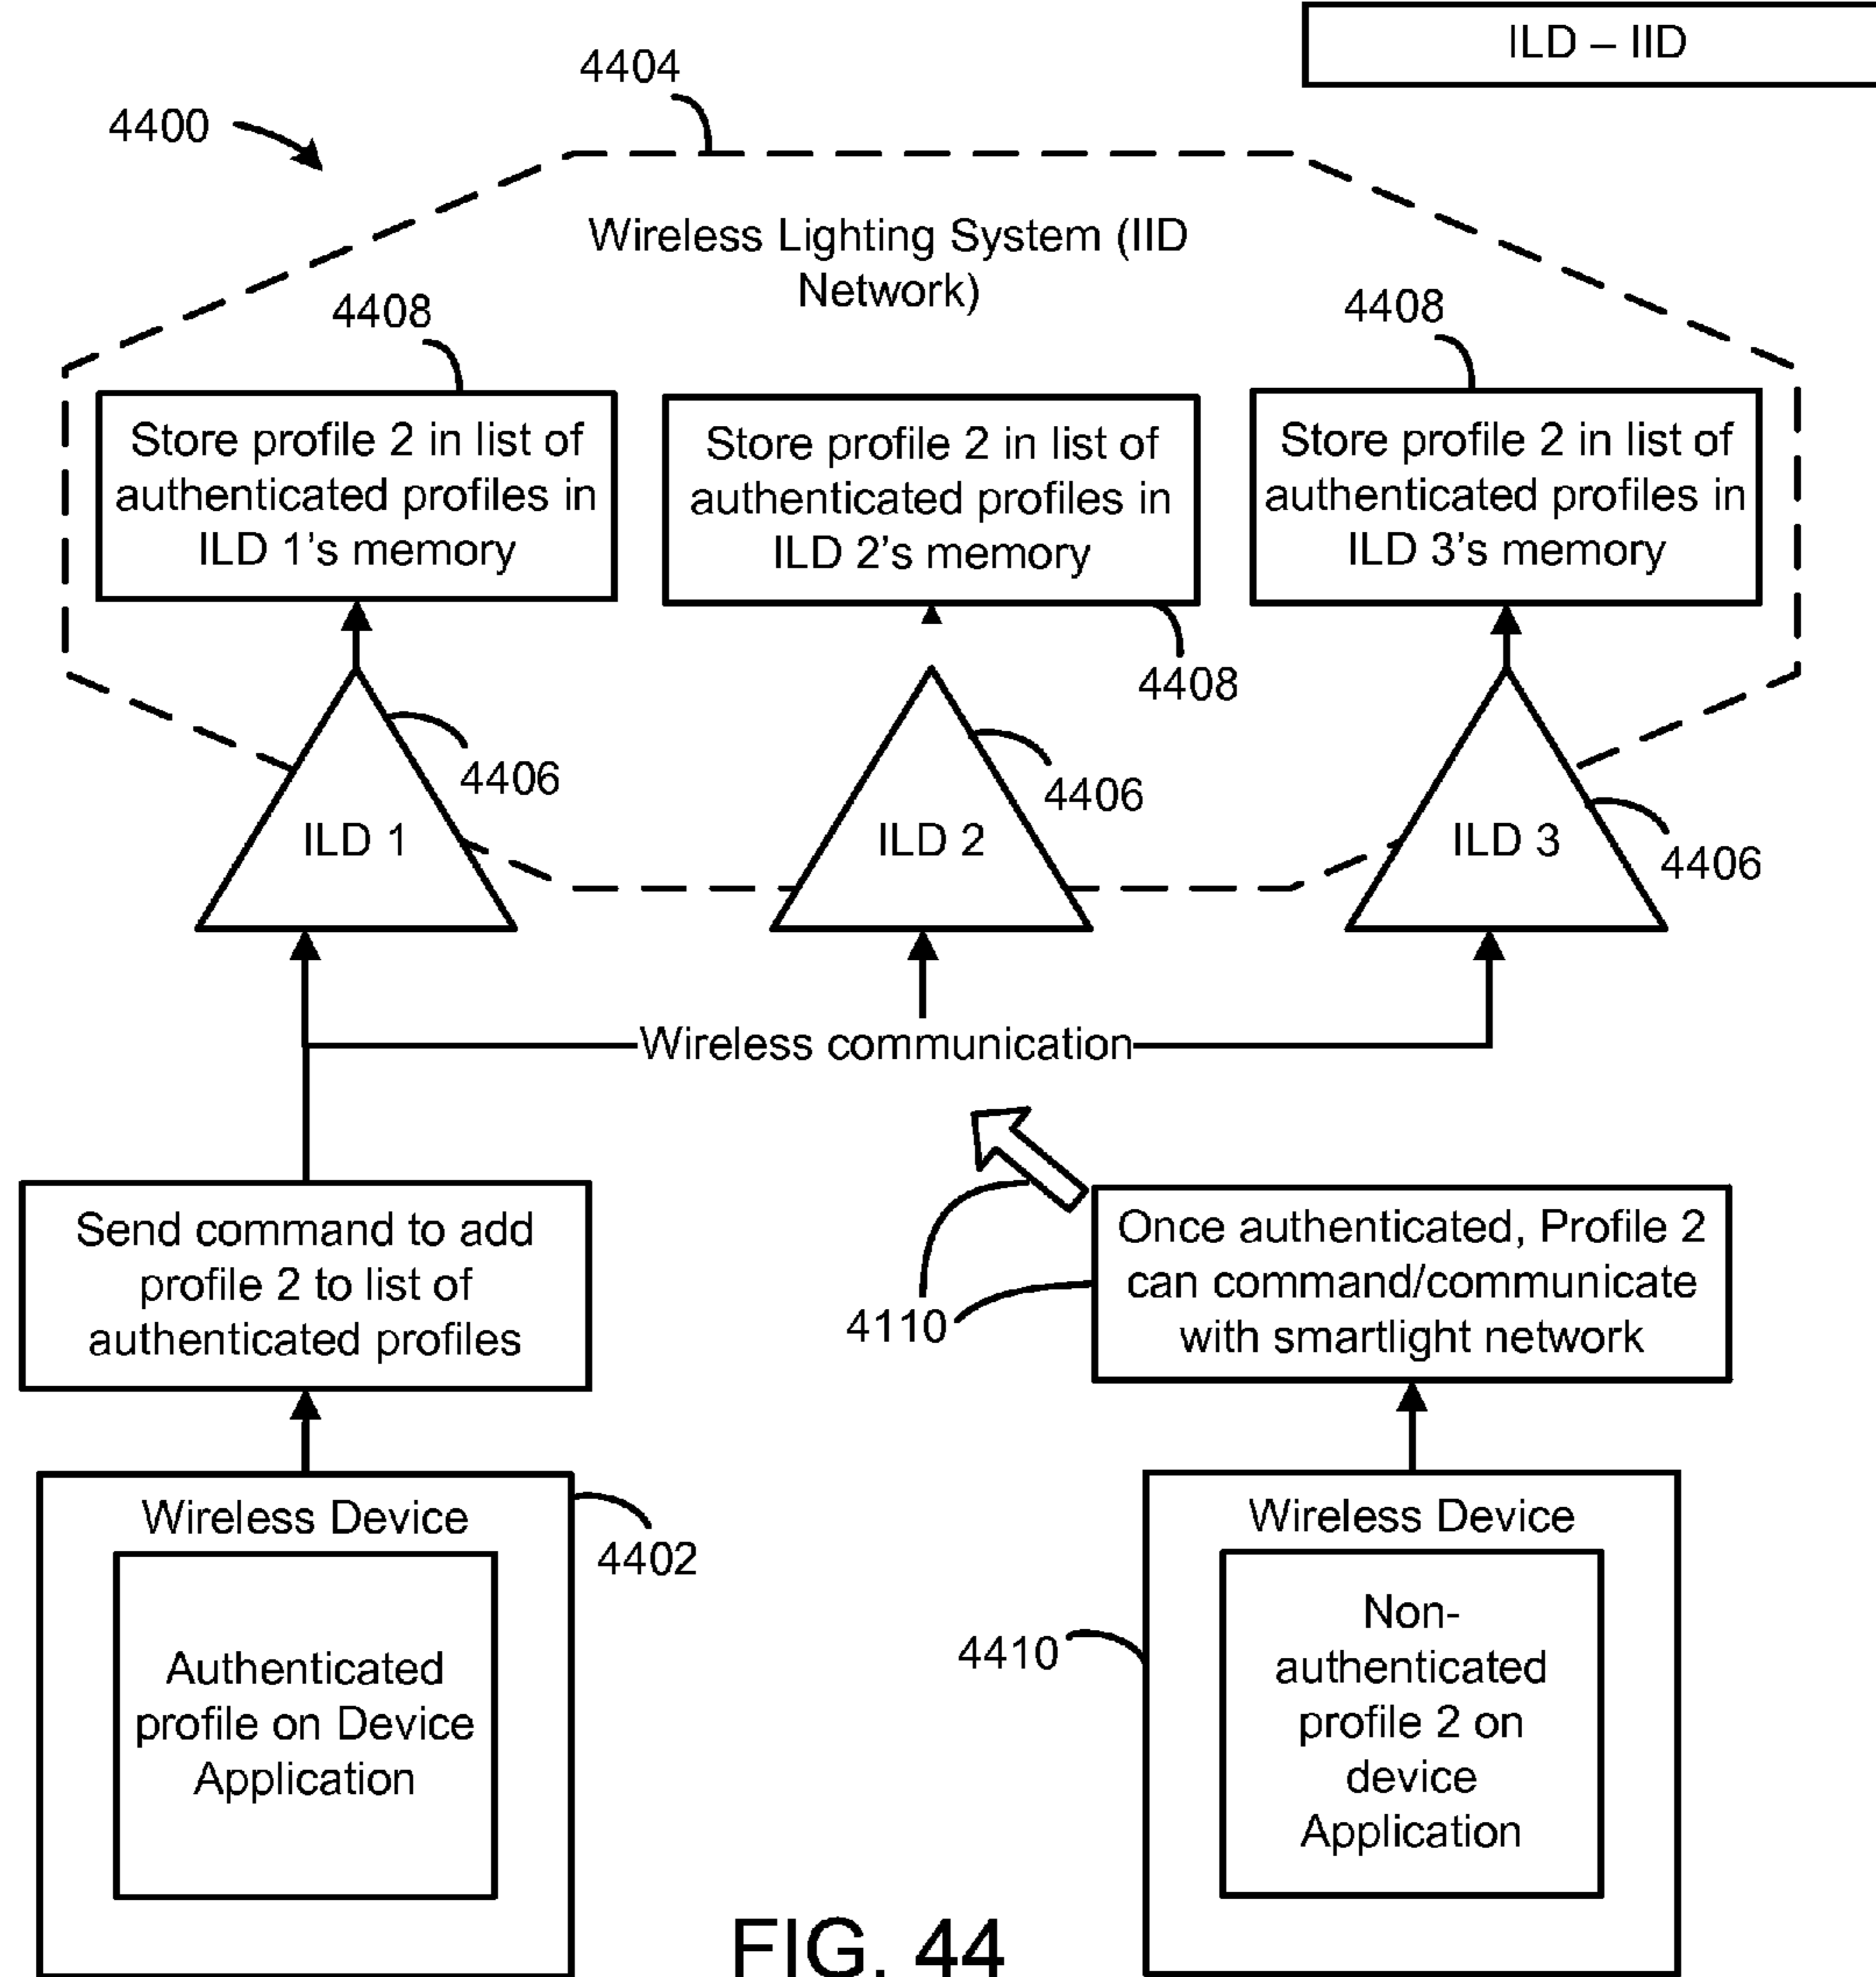 ILD – IID
4404
4400
Wireless Lighting System (IID
Network)
4408
4408
Store profile 2 in list of
authenticated profiles in
ILD 1's memory
Store profile 2 in list of
authenticated profiles in
ILD 2's memory
Store profile 2 in list of
authenticated profiles in
ILD 3's memory
4408
4406
4406
4406
ILD 1
ILD 2
ILD 3
Wireless communication
Send command to add
profile 2 to list of
authenticated profiles
Once authenticated, Profile 2
can command/communicate
with smartlight network
4110
Wireless Device
4402
Authenticated
profile on Device
Application
Wireless Device
4410
Non-
authenticated
profile 2 on
device
Application
FIG. 44